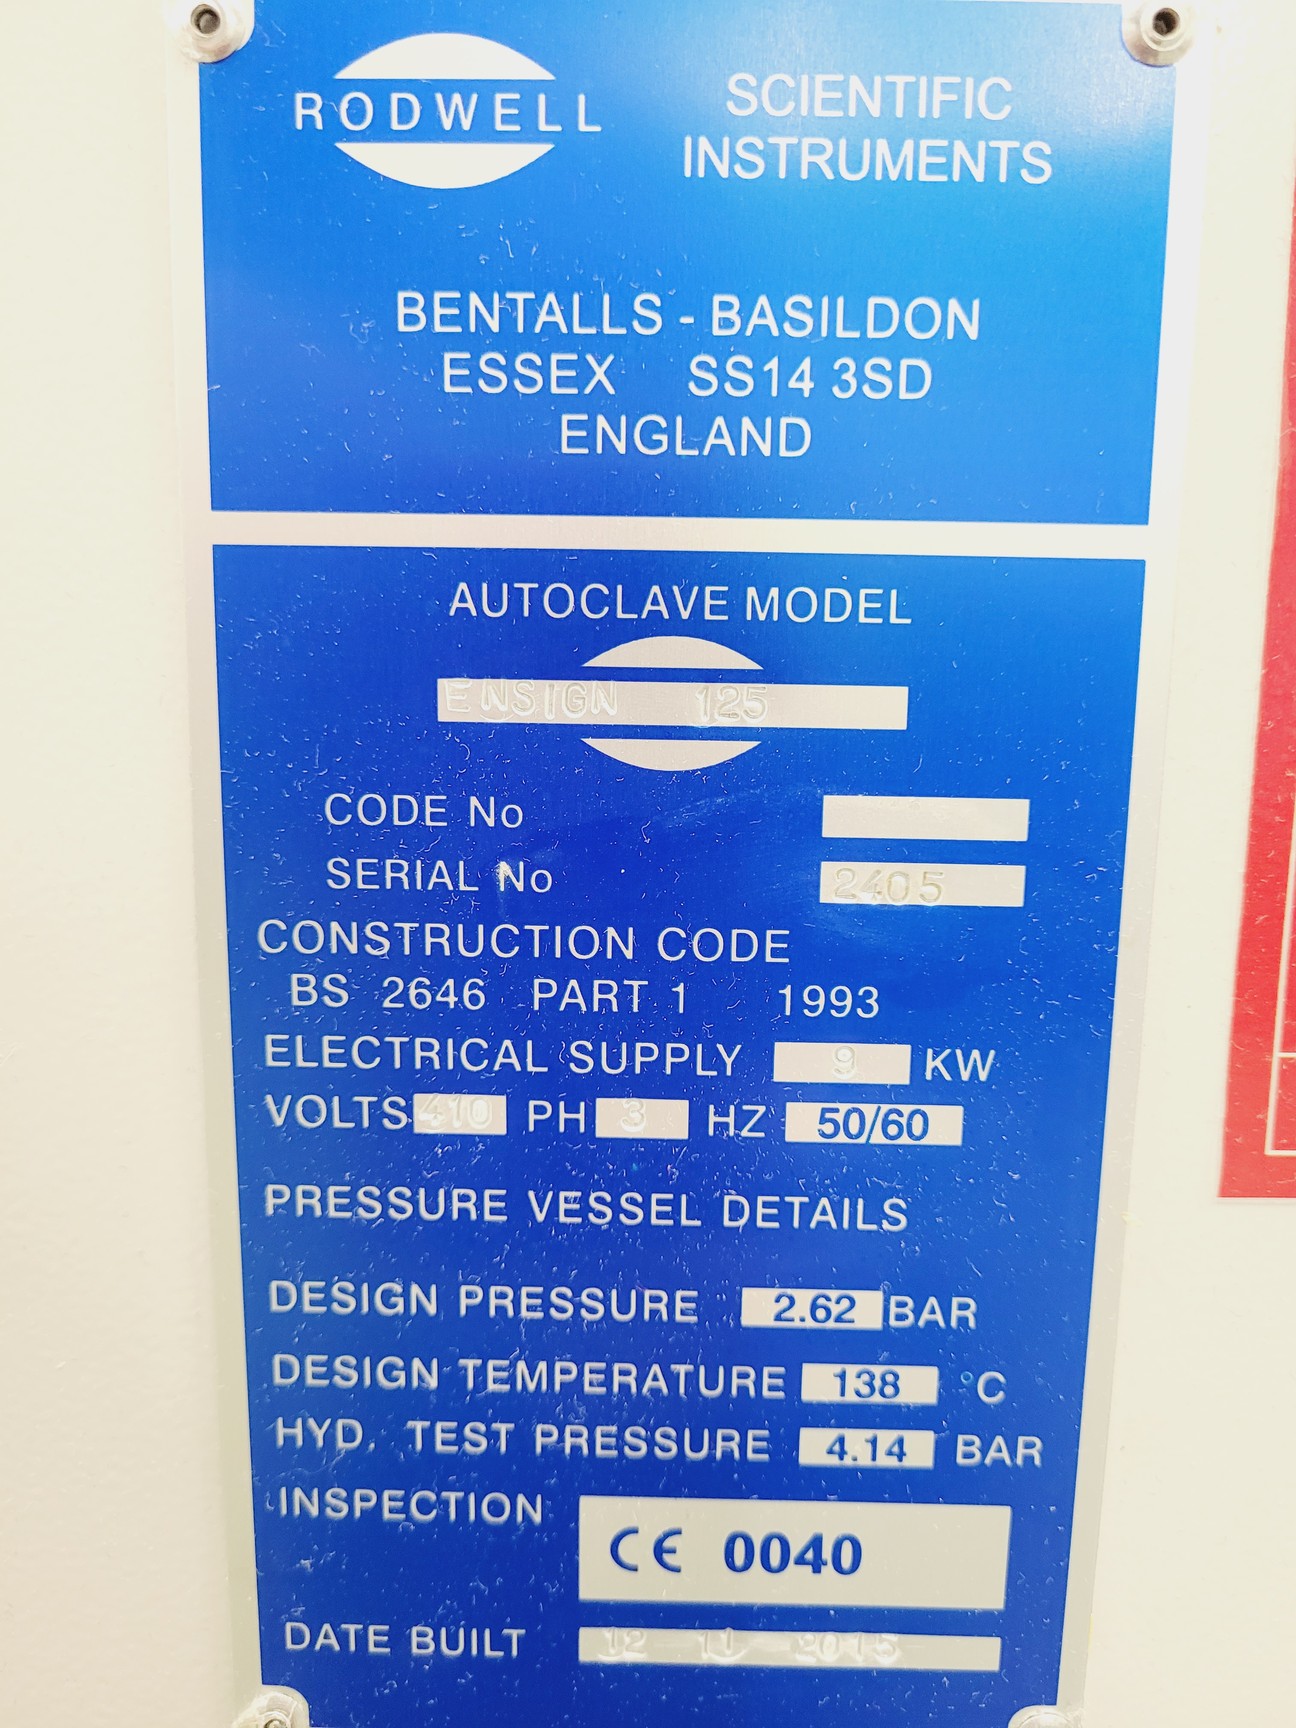 RODWELL
SCIENTIFIC
INSTRUMENTS
BENTALLS - BASILDON
ESSEX SS14 3SD
ENGLAND
AUTOCLAVE MODEL
ENSIGN 125
CODE No
SERIAL No 2405
CONSTRUCTION CODE
BS 2646 PART 1 1993
ELECTRICAL SUPPLY 9 KW
VOLTS 410 PH 3 HZ 50/60
PRESSURE VESSEL DETAILS
DESIGN PRESSURE 2.62 BAR
DESIGN TEMPERATURE 138 °C
HYD. TEST PRESSURE 4.14 BAR
INSPECTION CE 0040
DATE BUILT 12 11 2015